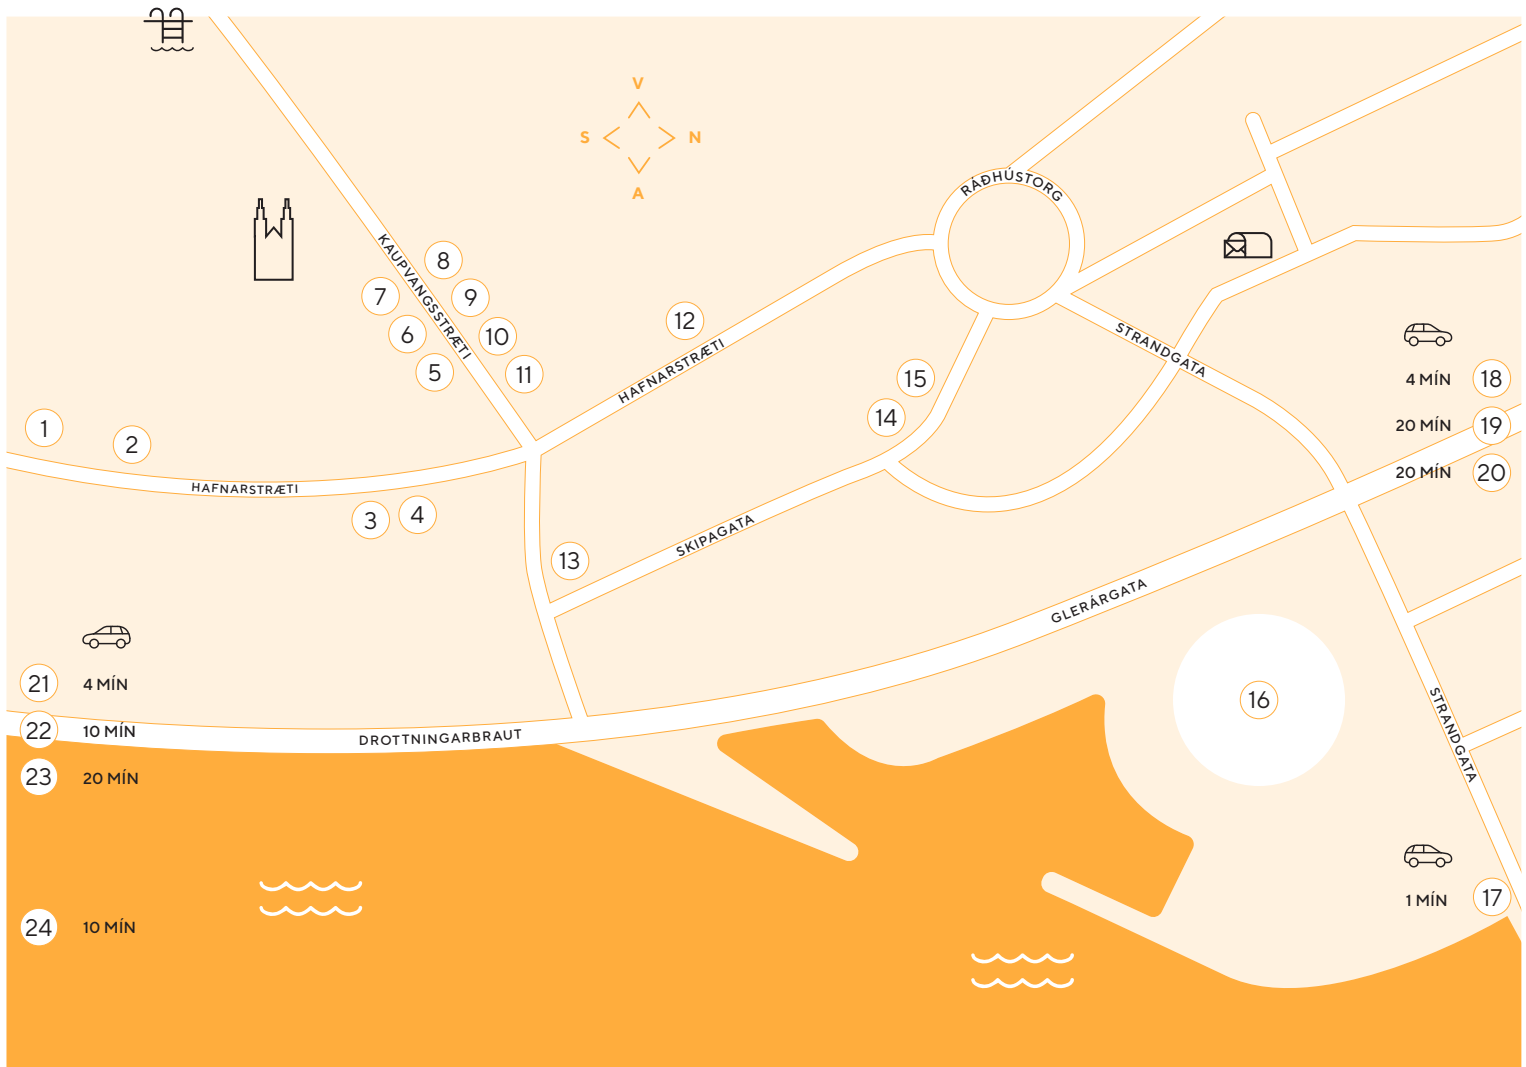 V
S
N
A
RÁÐHÚSTORG
KAUPVANGSSTRÆTI
8
7
9
6
10
5
11
12
HAFNARSTRÆTI
STRANDGATA
15
14
4 MÍN 18
20 MÍN 19
20 MÍN 20
1
2
HAFNARSTRÆTI
3
4
13
SKIPAGATA
GLERÁRGATA
21 4 MÍN
22 10 MÍN
23 20 MÍN
DROTTNINGARBRAUT
16
STRANDGATA
1 MÍN 17
24 10 MÍN